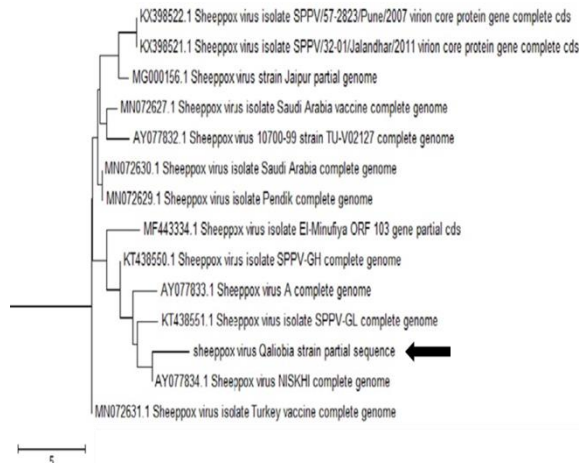 KX398522.1 Sheeppox virus isolate SPPV/57-2823/Pune/2007 virion core protein gene complete cds
KX398521.1 Sheeppox virus isolate SPPV/32-01/Jalandhar/2011 virion core protein gene complete cds
MG000156.1 Sheeppox virus strain Jaipur partial genome
MN072627.1 Sheeppox virus isolate Saudi Arabia vaccine complete genome
AY077832.1 Sheeppox virus 10700-99 strain TU-V02127 complete genome
MN072630.1 Sheeppox virus isolate Saudi Arabia complete genome
MN072629.1 Sheeppox virus isolate Pendik complete genome
MF443334.1 Sheeppox virus isolate El-Minufiya ORF 103 gene partial cds
KT438550.1 Sheeppox virus isolate SPPV-GH complete genome
AY077833.1 Sheeppox virus A complete genome
KT438551.1 Sheeppox virus isolate SPPV-GL complete genome
sheeppox virus Qaliobia strain partial sequence
AY077834.1 Sheeppox virus NISKHI complete genome
MN072631.1 Sheeppox virus isolate Turkey vaccine complete genome
5